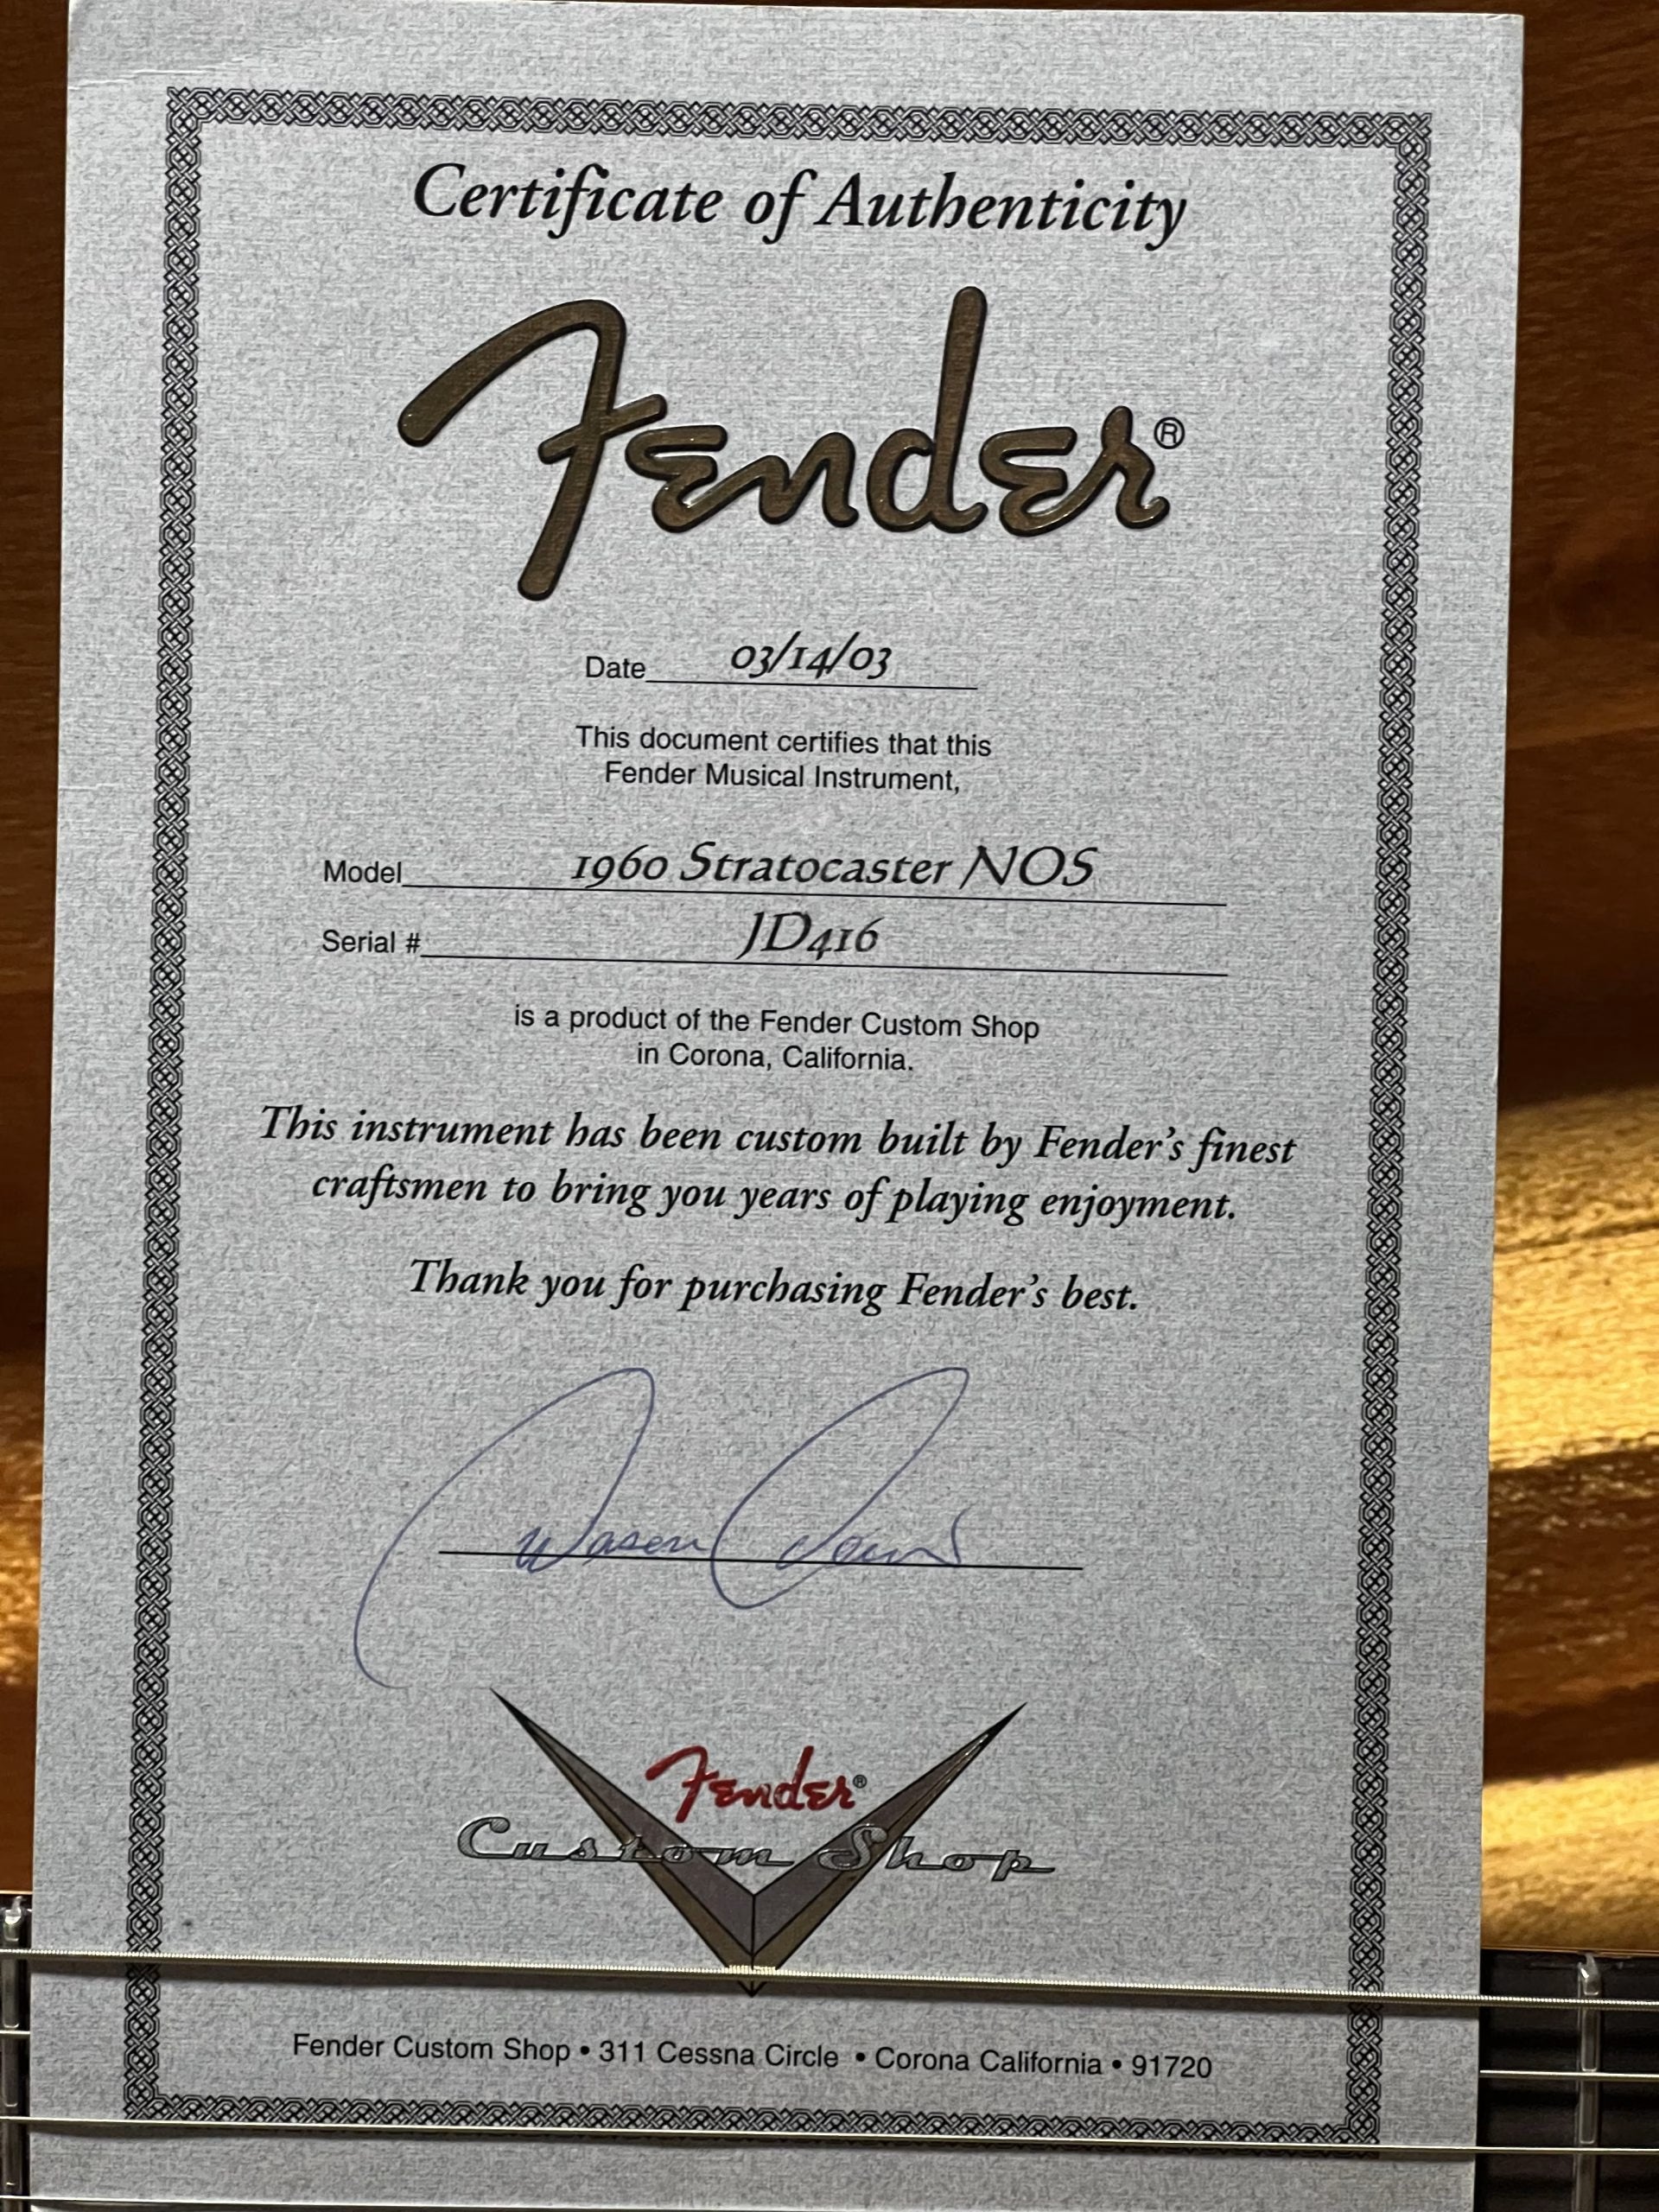 Certificate of Authenticity
Fender®
Date 03/14/03
This document certifies that this
Fender Musical Instrument,
Model 1960 Stratocaster NOS
Serial # JD416
is a product of the Fender Custom Shop
in Corona, California.
This instrument has been custom built by Fender's finest
craftsmen to bring you years of playing enjoyment.
Thank you for purchasing Fender's best.
Fender®
Custom Shop
Fender Custom Shop • 311 Cessna Circle • Corona California • 91720